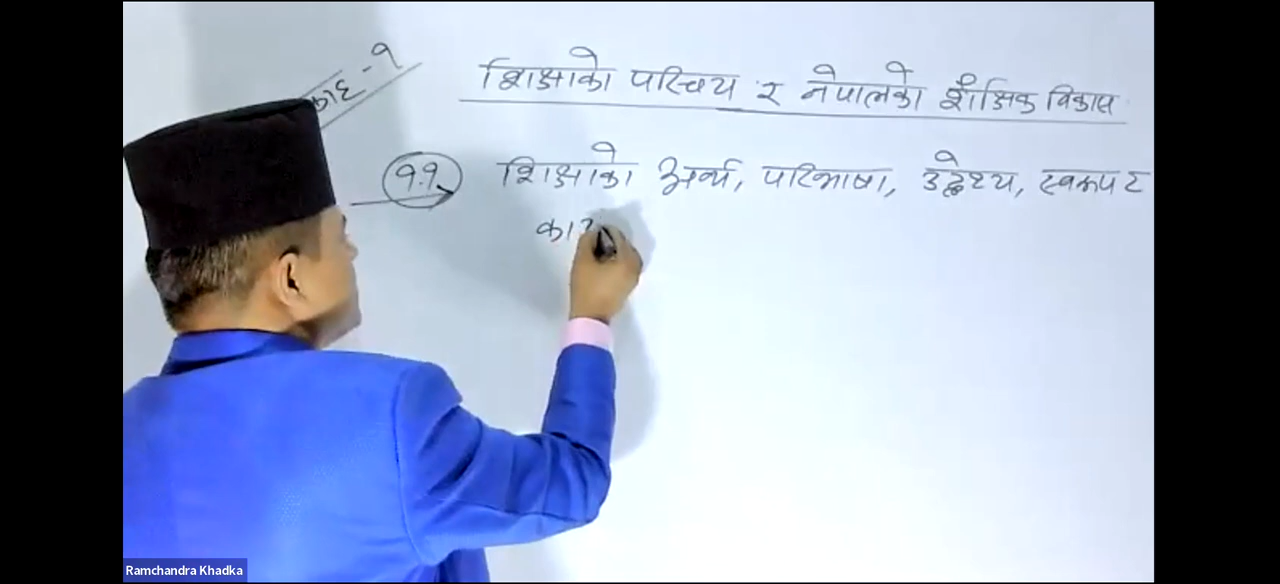 शिक्षाको परिचय र नेपालको शैक्षिक विकास
१.१ शिक्षाको अर्थ, परिभाषा, उद्देश्य, स्वरूप र
Ramchandra Khadka